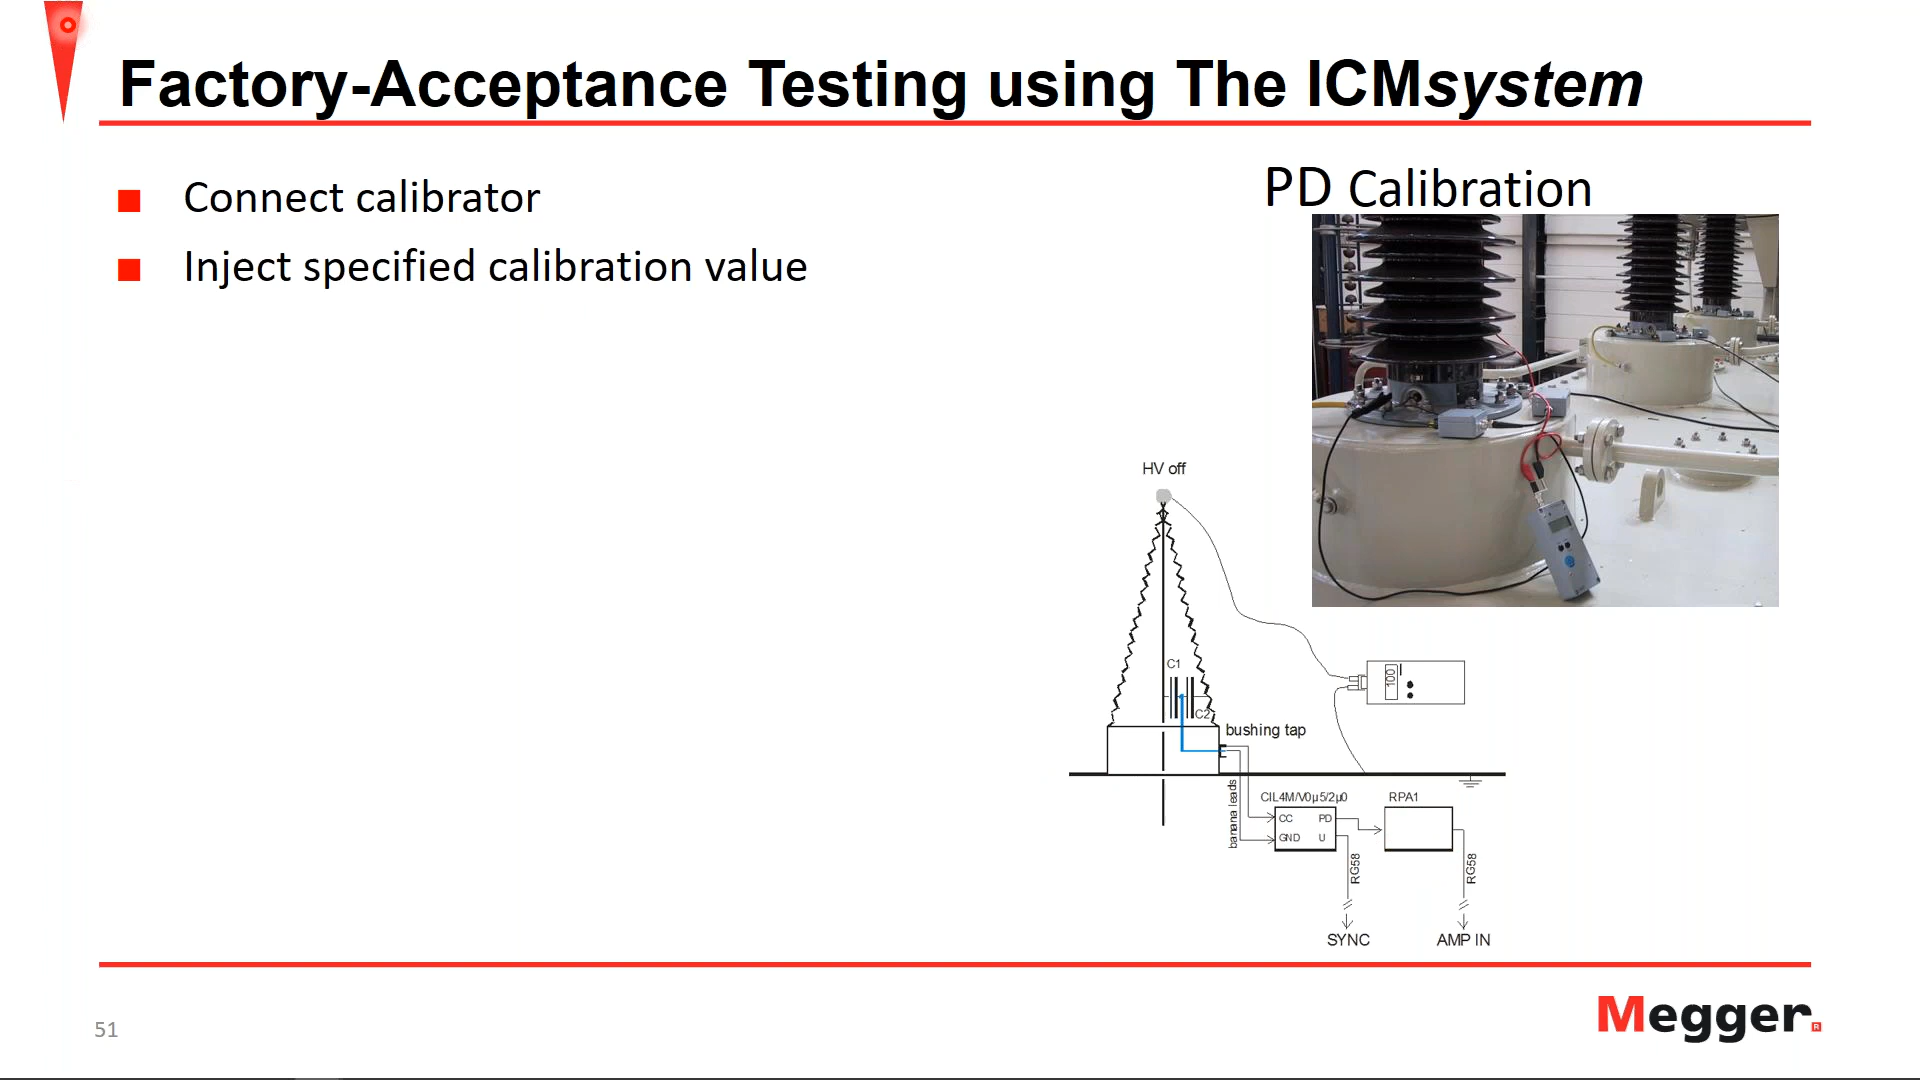 Factory-Acceptance Testing using The ICMsystem
Connect calibrator
Inject specified calibration value
PD Calibration
HV off
C1
C2
100
bushing tap
banana leads
CIL4M/V0µ5/2µ0
RPA1
CC PD
GND U
RG58
RG58
SYNC
AMP IN
51
Megger
R